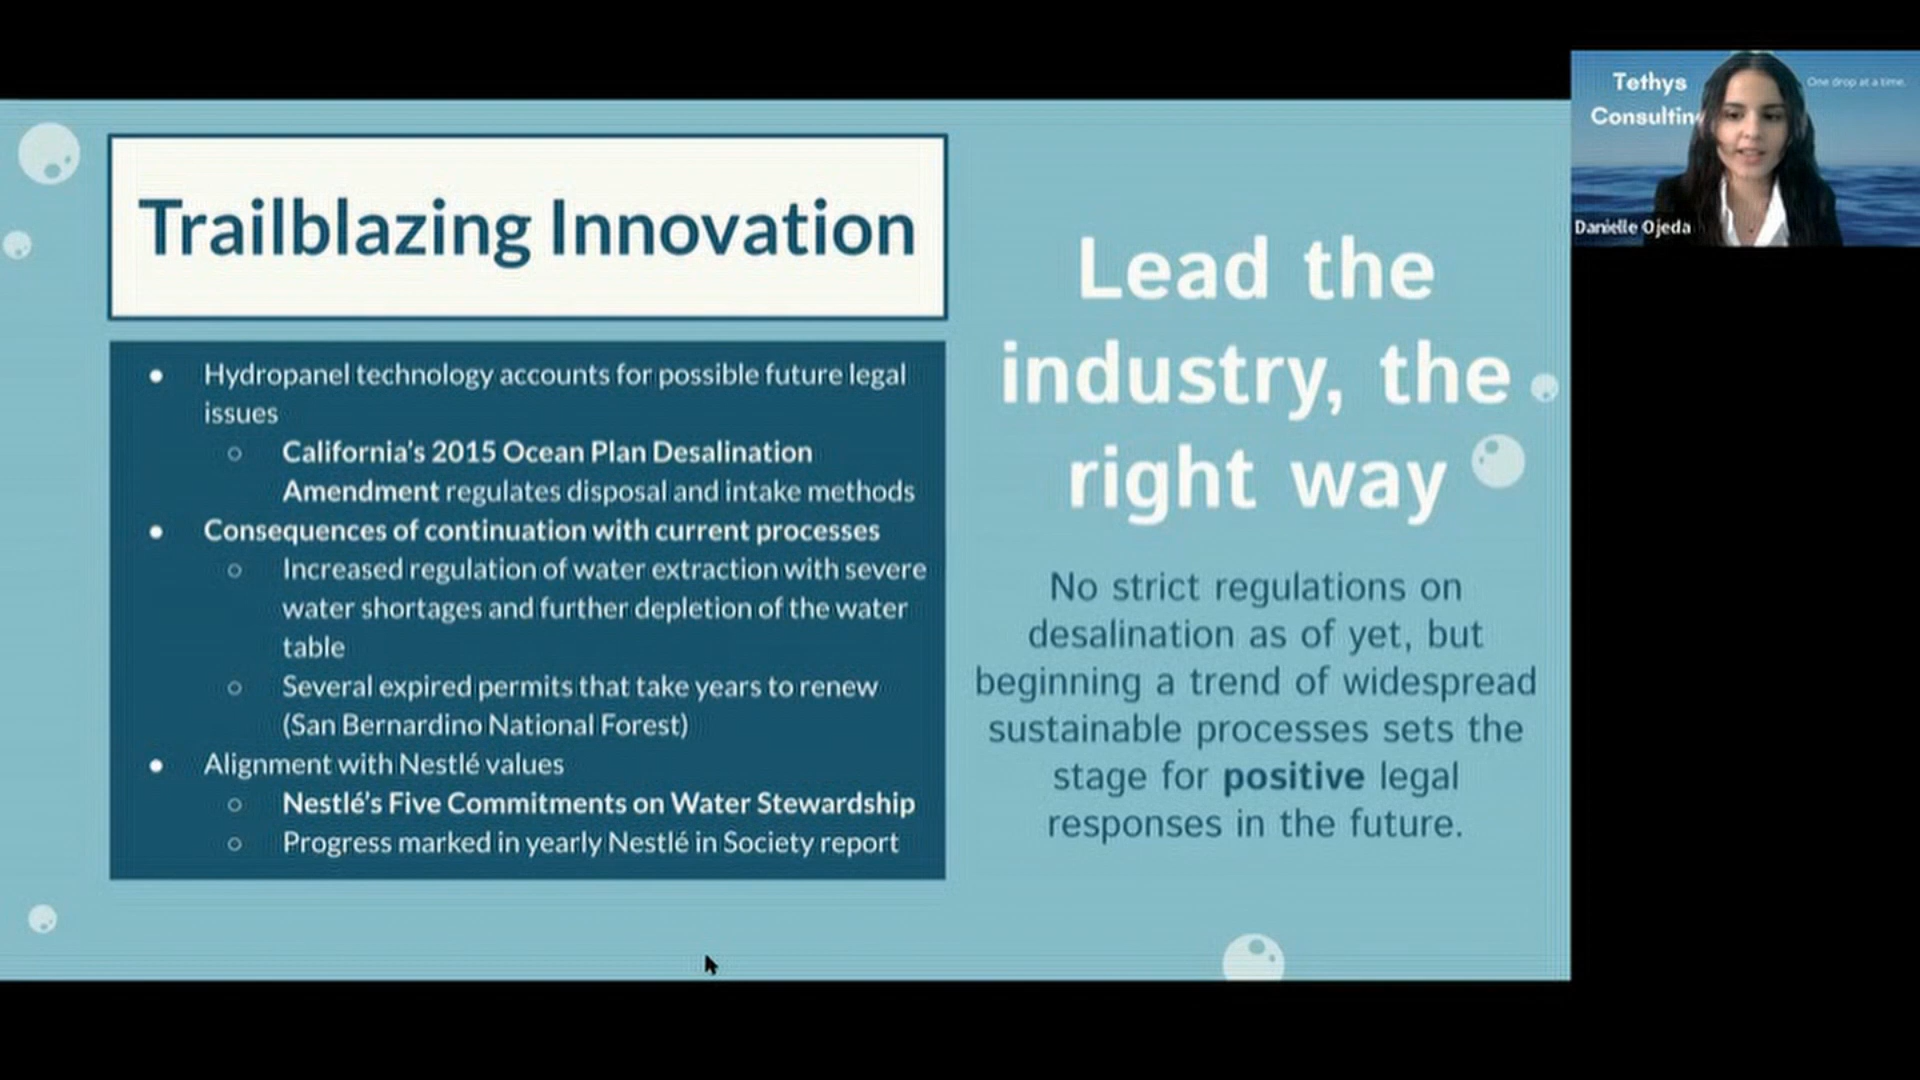 Trailblazing Innovation
Hydropanel technology accounts for possible future legal
issues
California's 2015 Ocean Plan Desalination
Amendment regulates disposal and intake methods
Consequences of continuation with current processes
Increased regulation of water extraction with severe
water shortages and further depletion of the water
table
Several expired permits that take years to renew
(San Bernardino National Forest)
Alignment with Nestlé values
Nestlé's Five Commitments on Water Stewardship
Progress marked in yearly Nestlé in Society report
Lead the
industry, the
right way
No strict regulations on
desalination as of yet, but
beginning a trend of widespread
sustainable processes sets the
stage for positive legal
responses in the future.
Tethys
Consultin
One drop at a time.
Danielle Ojeda